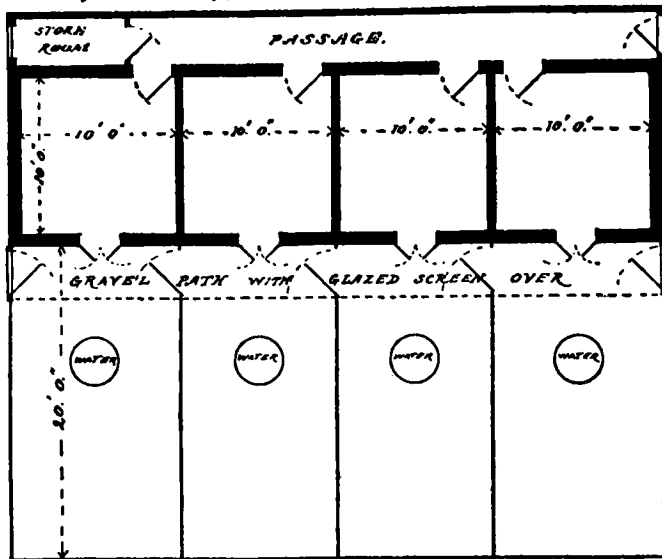 STORE
ROOM
PASSAGE.
10'.0"
10'.0."
10'.0."
10'.0."
10'.0."
GRAVEL PATH WITH GLAZED SCREEN OVER
WATER
WATER
WATER
WATER
20'.0."